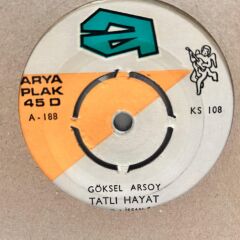 a
ARYA
PLAK
45 D
A - 188
KS 108
GÖKSEL ARSOY
TATLI HAYAT